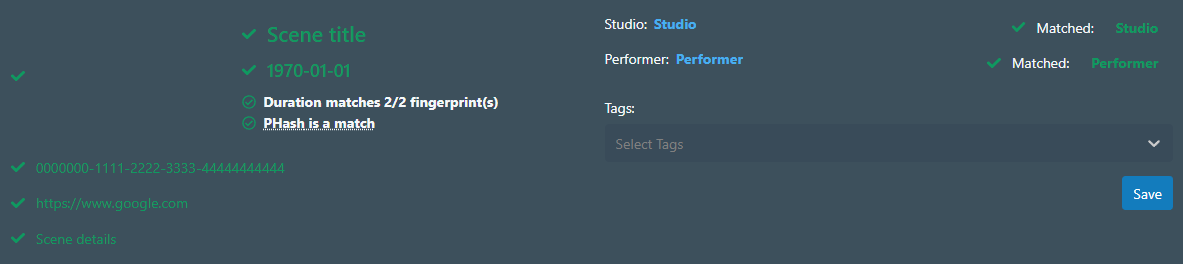 Scene title
1970-01-01
Duration matches 2/2 fingerprint(s)
PHash is a match
0000000-1111-2222-3333-44444444444
https://www.google.com
Scene details
Studio: Studio
Matched: Studio
Performer: Performer
Matched: Performer
Tags:
Select Tags
Save